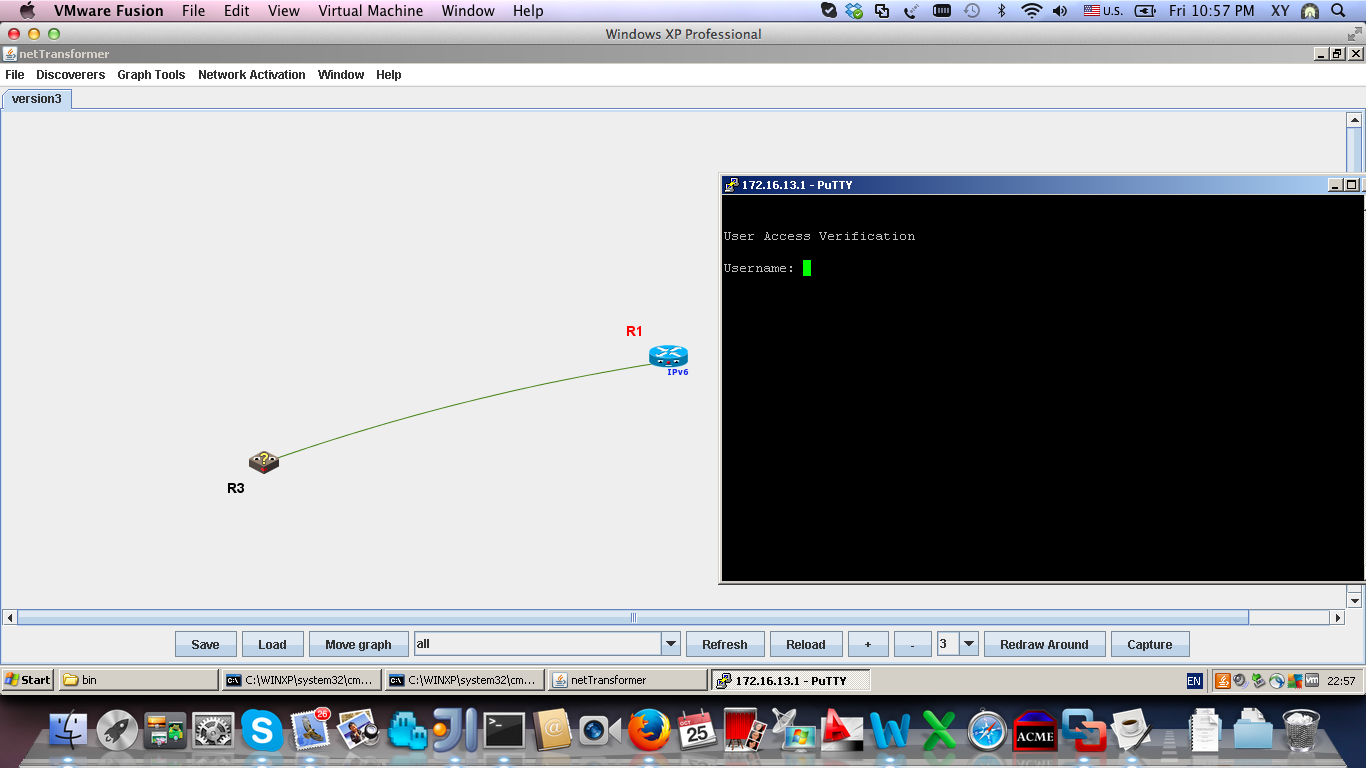 VMware Fusion File Edit View Virtual Machine Window Help U.S. Fri 10:57 PM XY
Windows XP Professional
netTransformer
File Discoverers Graph Tools Network Activation Window Help
version3
172.16.13.1 - PuTTY
User Access Verification
Username:
R1
IPv6
R3
Save Load Move graph all Refresh Reload + - 3 Redraw Around Capture
Start bin C:\WINXP\system32\cm... C:\WINXP\system32\cm... netTransformer 172.16.13.1 - PuTTY EN vm 22:57
26
OCT
25
ACME